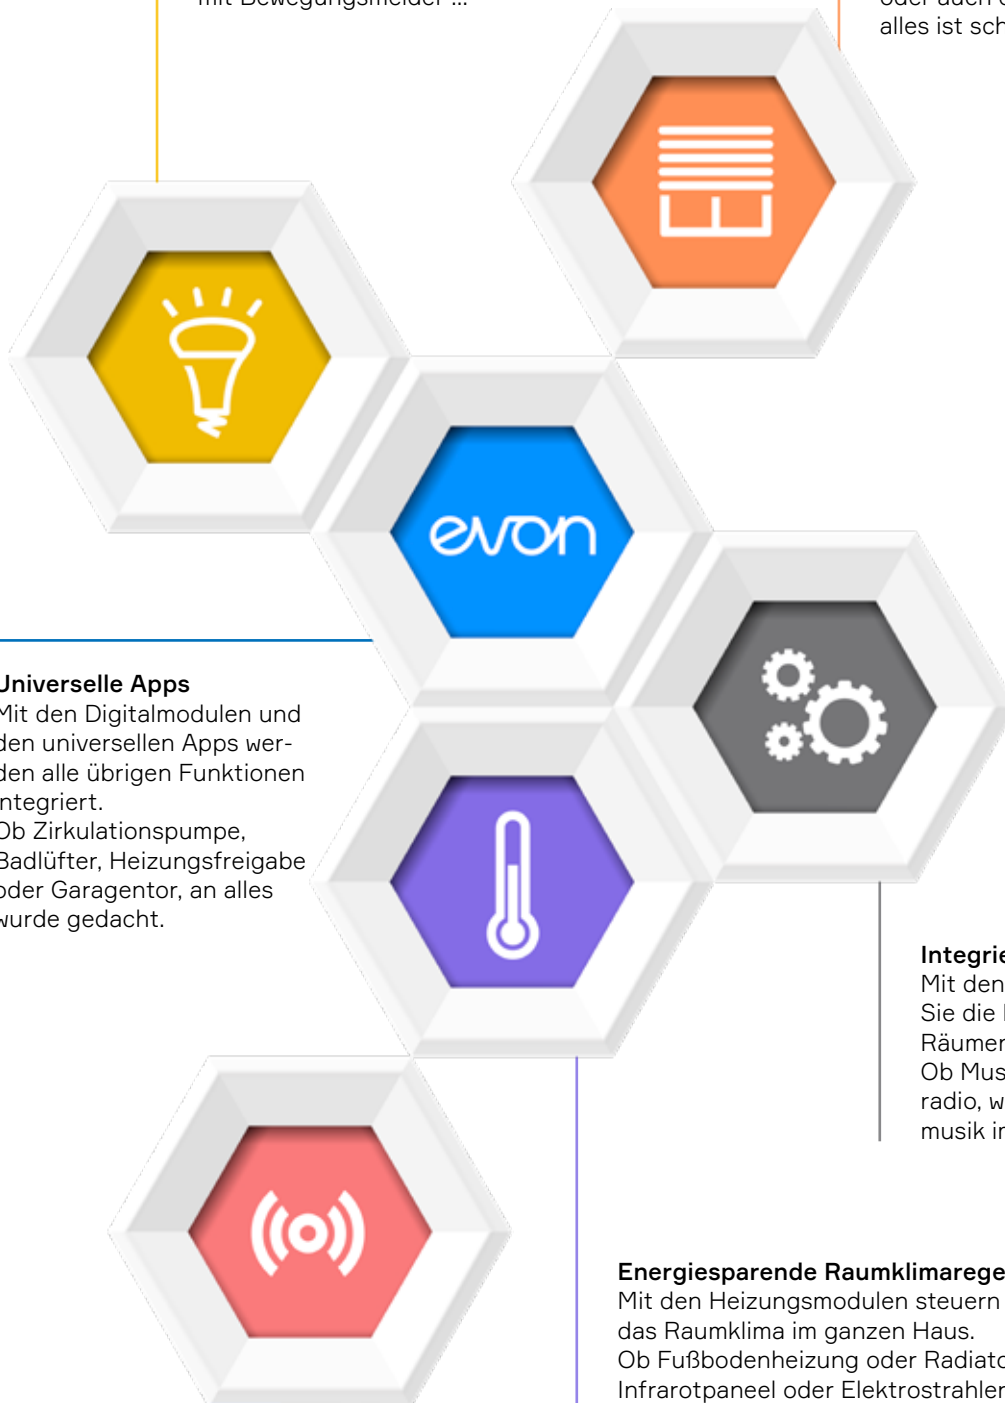 mit Bewegungsmelder ...
oder auch
alles ist sch
evon
Universelle Apps
Mit den Digitalmodulen und
den universellen Apps wer-
den alle übrigen Funktionen
integriert.
Ob Zirkulationspumpe,
Badlüfter, Heizungsfreigabe
oder Garagentor, an alles
wurde gedacht.
Integrie
Mit den
Sie die
Räumen
Ob Mus
radio, w
musik in
Energiesparende Raumklimarege
Mit den Heizungsmodulen steuern
das Raumklima im ganzen Haus.
Ob Fußbodenheizung oder Radiato
Infrarotpaneel oder Elektrostrahler